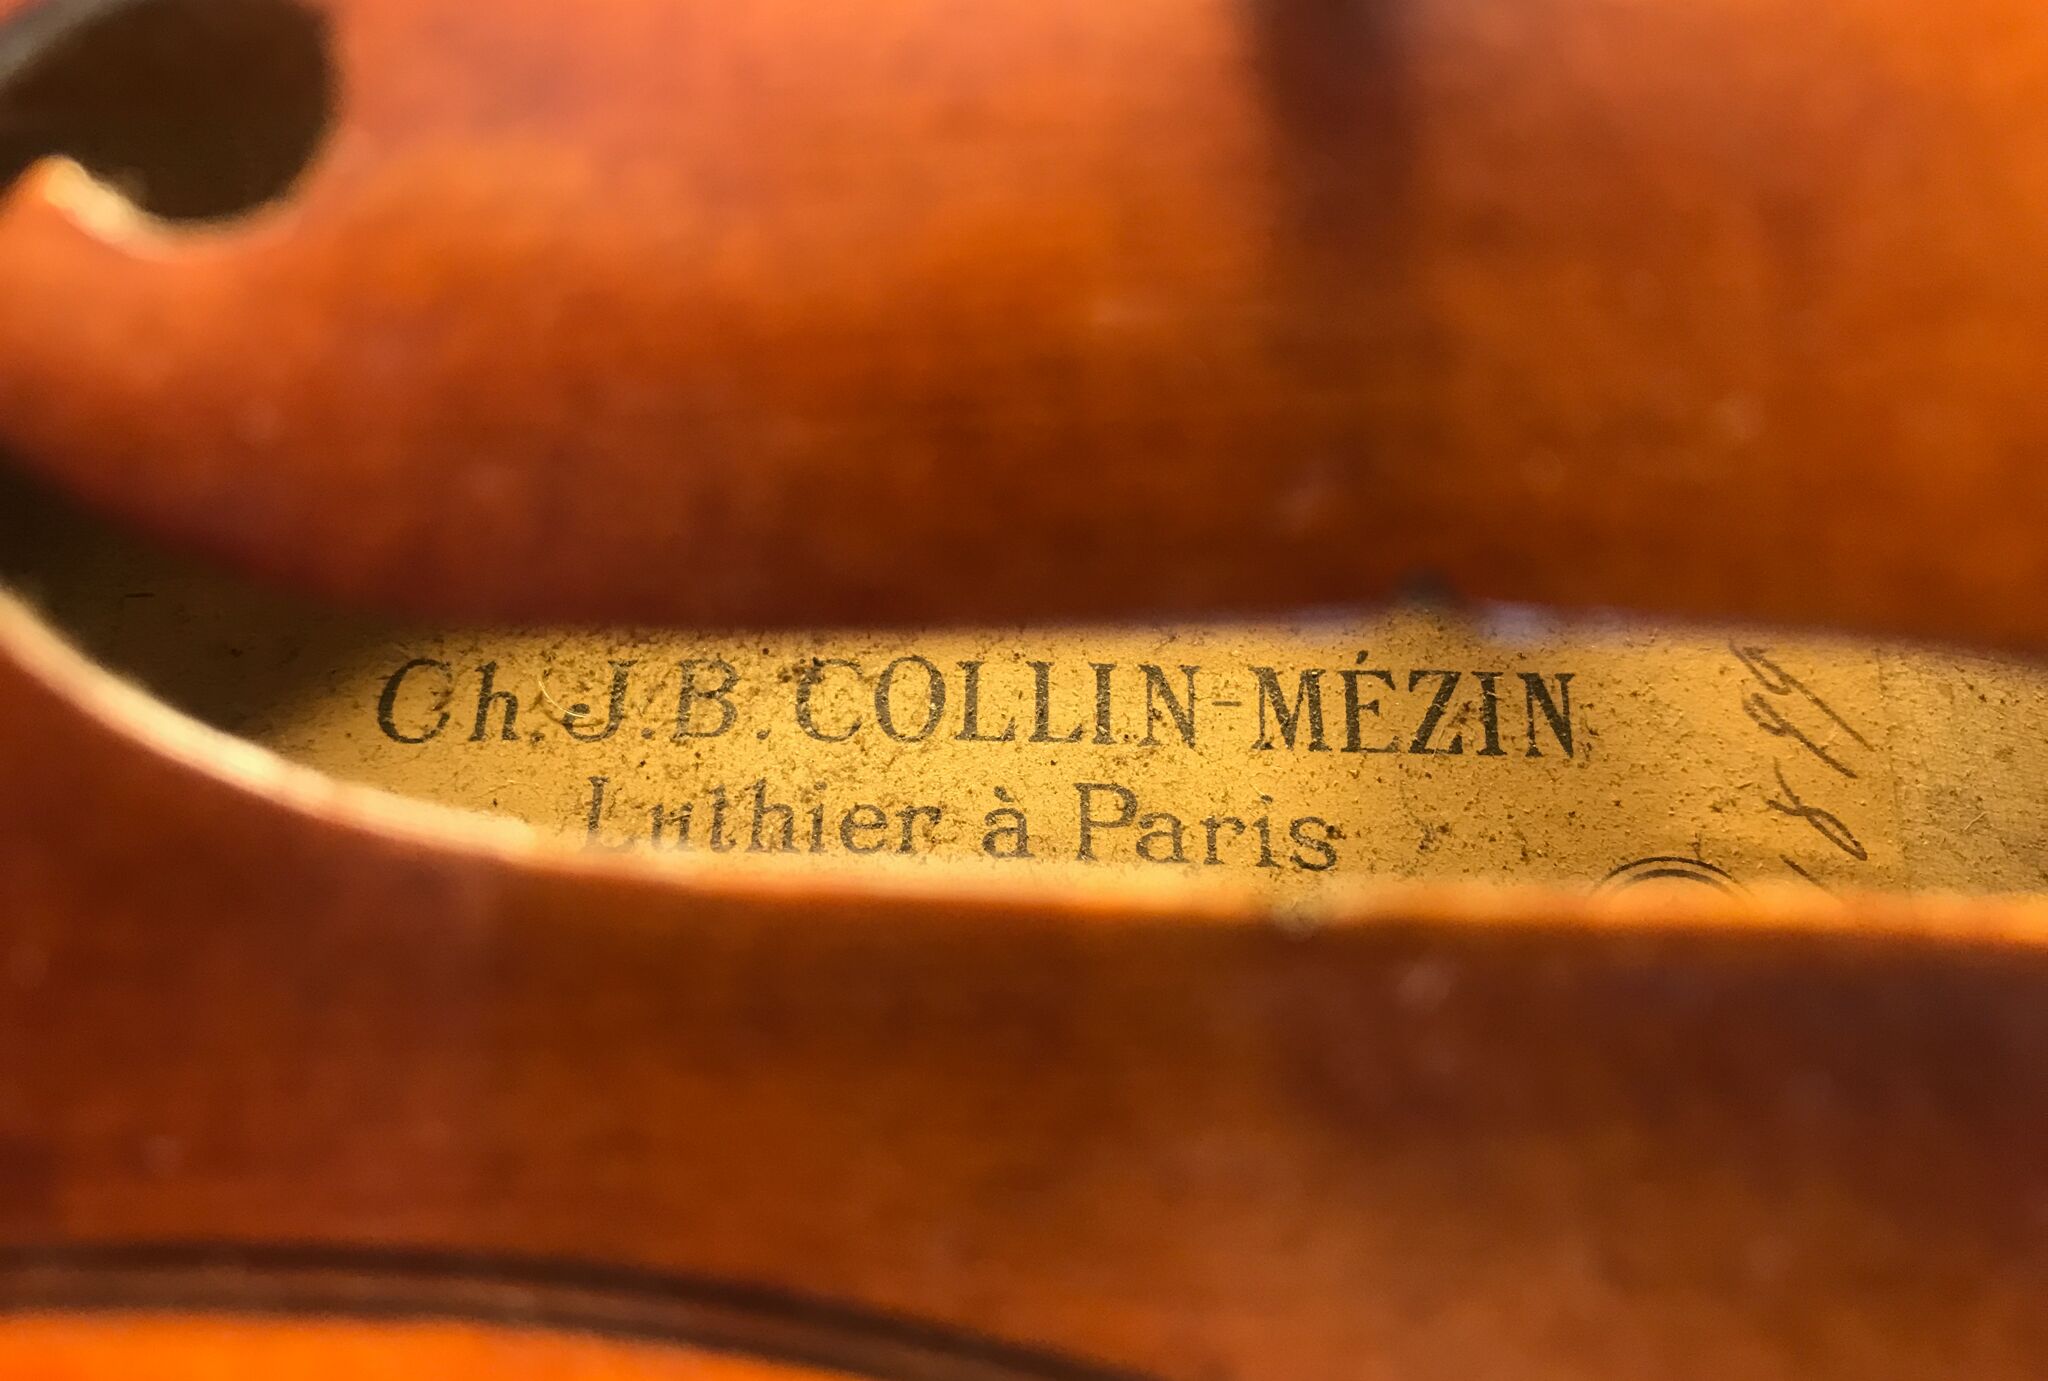 Ch. J. B. COLLIN-MÉZIN
Luthier à Paris